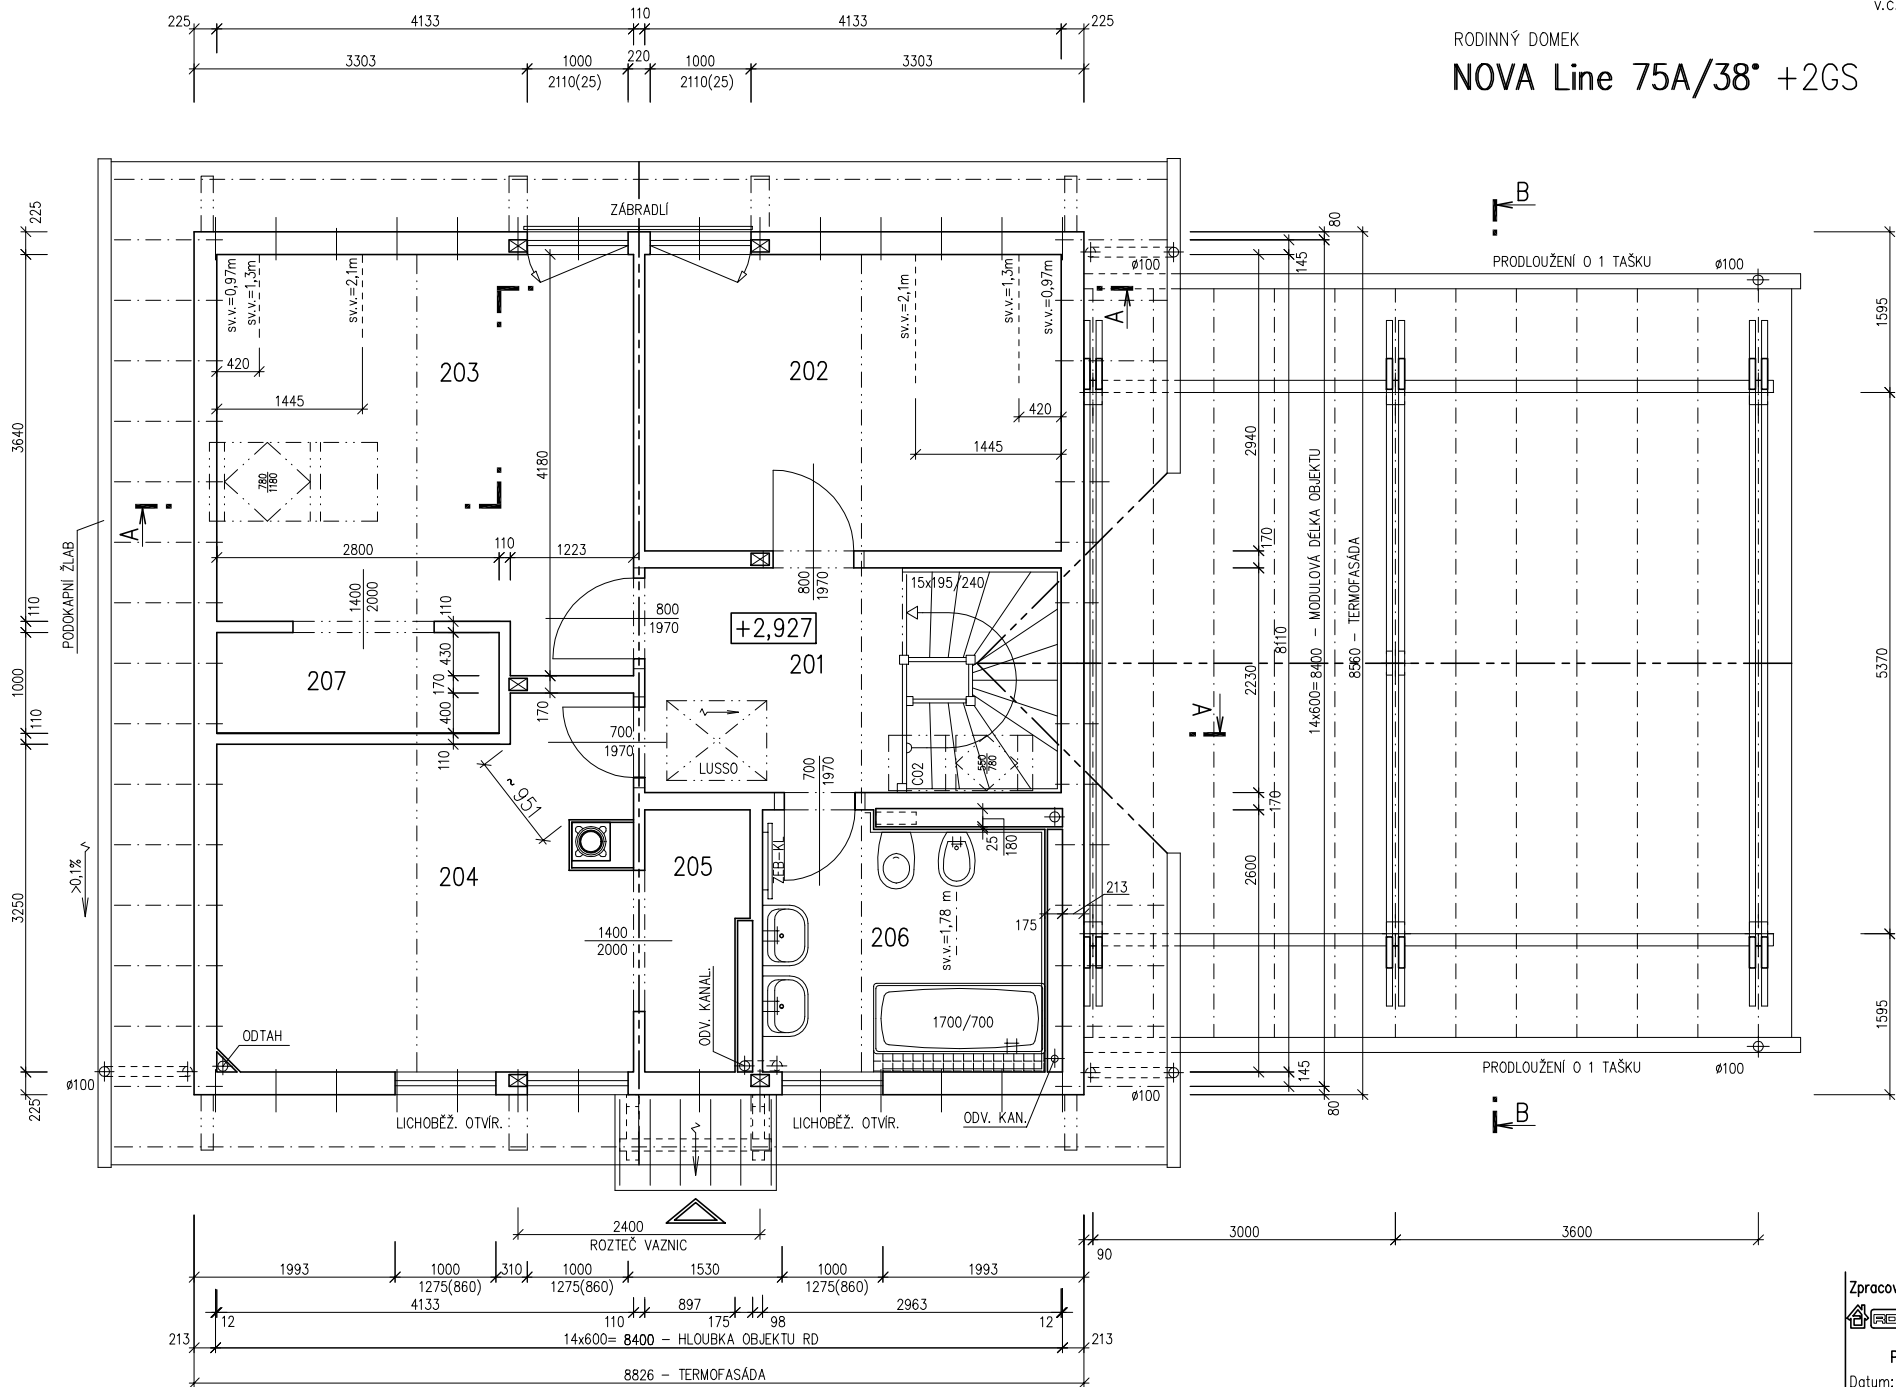 v.č.
RODINNÝ DOMEK
NOVA Line 75A/38° +2GS
225 4133 110 4133 225
3303 1000 220 1000 3303
2110(25) 2110(25)
ZÁBRADLÍ
B
PRODLOUŽENÍ O 1 TAŠKU
ø100
ø100
225
80
145
sv.v.=0,97m
sv.v.=1,3m
sv.v.=2,1m
sv.v.=2,1m
sv.v.=1,3m
sv.v.=0,97m
A
1595
420
203
202
1445
420
1445
3640
4180
2940
780
1180
A
PODOKAPNÍ ŽLAB
2800 110 1223
1400
2000
800
1970
800
1970
170
15x195/240
14x600=8400 - MODULOVÁ DÉLKA OBJEKTU
8560 - TERMOFASÁDA
8110
110
110
430
+2,927
201
207
1000
170
400
2230
5370
110
110
170
700
1970
LUSSO
700
1970
C02
550
780
A
~951
170
25
180
ŽEB-KL
>0,1%
204
205
206
2600
3250
213
175
1400
2000
sv.v.=1,78 m
ODV. KANAL.
1700/700
ODTAH
1595
ø100
225
145
80
ø100
PRODLOUŽENÍ O 1 TAŠKU
ø100
LICHOBĚŽ. OTVÍR.
LICHOBĚŽ. OTVÍR.
ODV. KAN.
B
2400
ROZTEČ VAZNIC
90
3000
3600
1993 1000 310 1000 1530 1000 1993
1275(860) 1275(860) 1275(860)
4133 897 2963
12 110 175 98 12
213 14x600= 8400 - HLOUBKA OBJEKTU RD 213
8826 - TERMOFASÁDA
Zpracov
Datum: